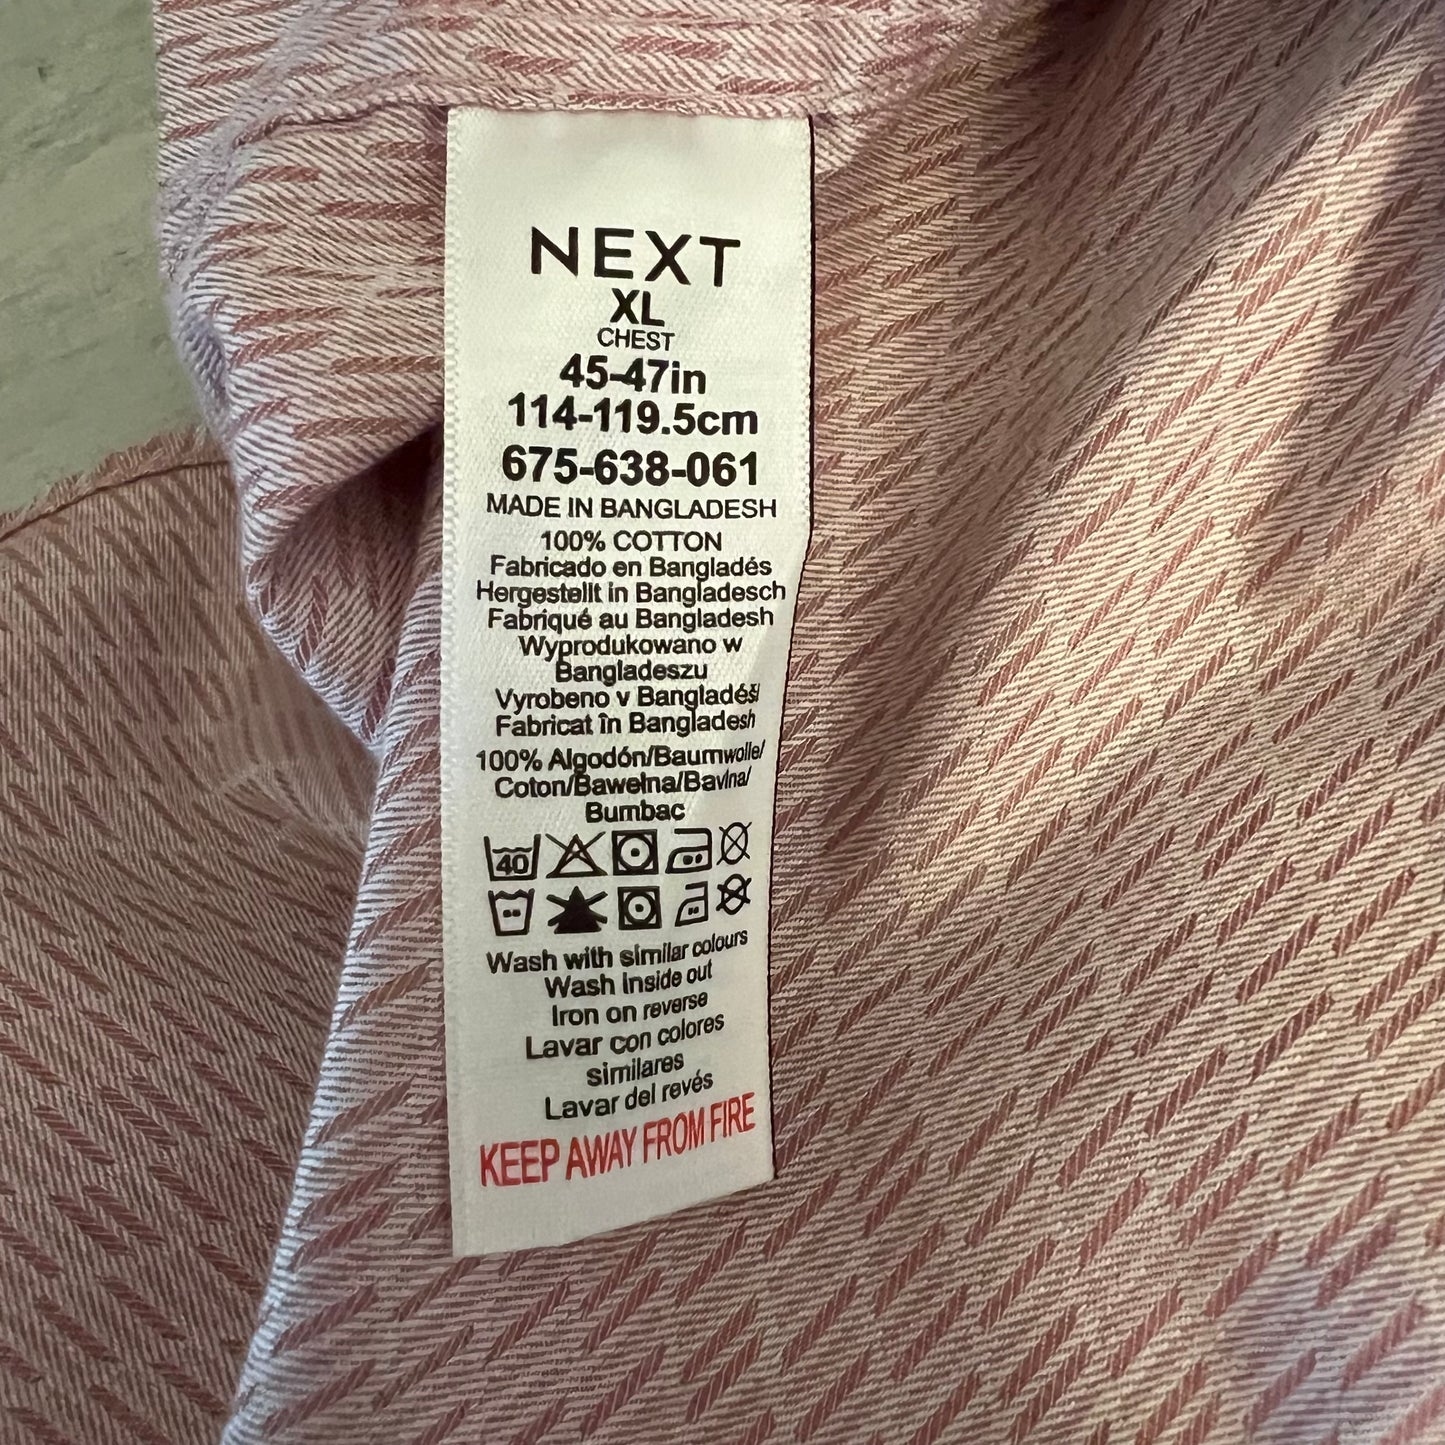 NEXT
XL
CHEST
45-47in
114-119.5cm
675-638-061
MADE IN BANGLADESH
100% COTTON
Fabricado en Bangladés
Hergestellt in Bangladesch
Fabriqué au Bangladesh
Wyprodukowano w
Bangladeszu
Vyrobeno v Bangladéši
Fabricat în Bangladesh
100% Algodón/Baumwolle/
Coton/Bawełna/Bavlna/
Bumbac
40
Wash with similar colours
Wash inside out
Iron on reverse
Lavar con colores
similares
Lavar del revés
KEEP AWAY FROM FIRE